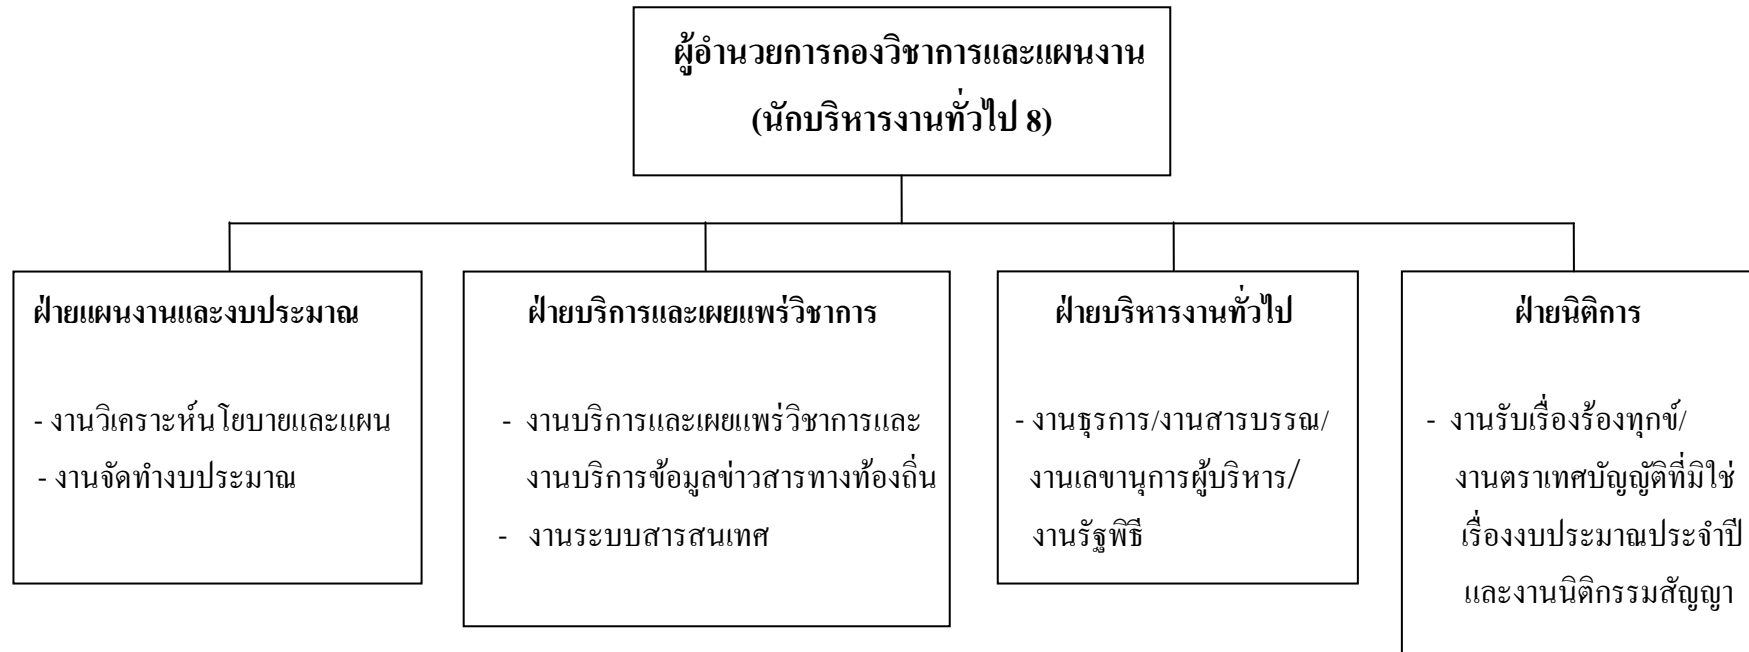 ผู้อำนวยการกองวิชาการและแผนงาน
(นักบริหารงานทั่วไป 8)
ฝ่ายแผนงานและงบประมาณ
- งานวิเคราะห์นโยบายและแผน
- งานจัดทำงบประมาณ
ฝ่ายบริการและเผยแพร่วิชาการ
- งานบริการและเผยแพร่วิชาการและ
งานบริการข้อมูลข่าวสารทางท้องถิ่น
- งานระบบสารสนเทศ
ฝ่ายบริหารงานทั่วไป
- งานธุรการ/งานสารบรรณ/
งานเลขานุการผู้บริหาร/
งานรัฐพิธี
ฝ่ายนิติการ
- งานรับเรื่องร้องทุกข์/
งานตราเทศบัญญัติที่มิใช่
เรื่องงบประมาณประจำปี
และงานนิติกรรมสัญญา